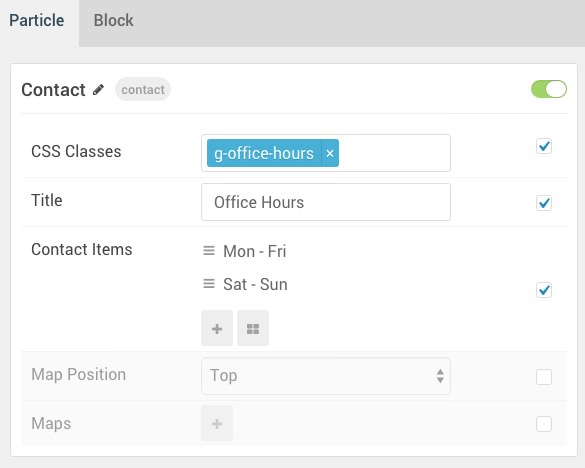 Particle Block
Contact contact
CSS Classes g-office-hours ×
Title Office Hours
Contact Items Mon - Fri
Sat - Sun
Map Position Top
Maps